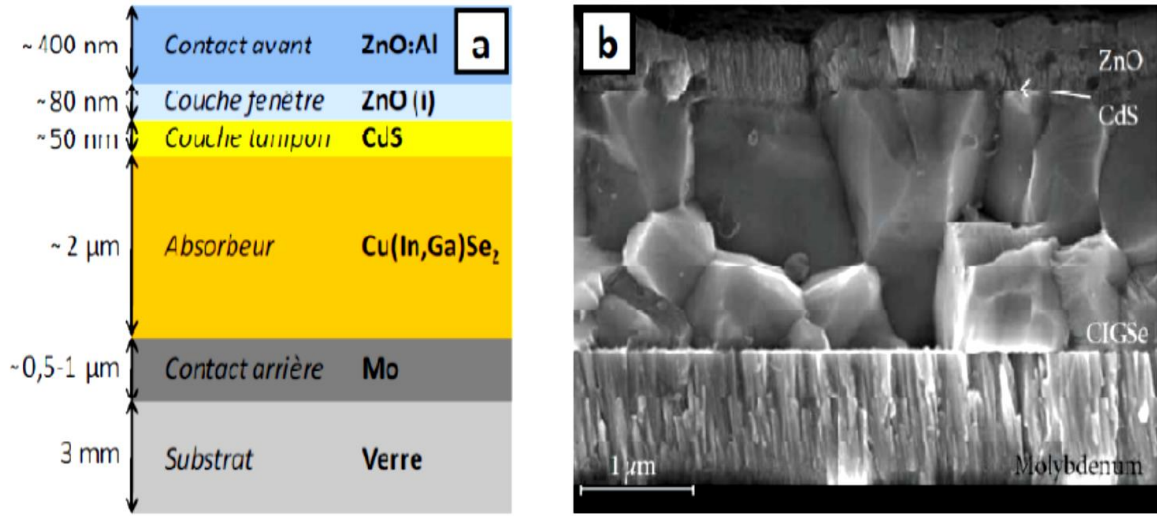 a
~ 400 nm Contact avant ZnO:Al
~80 nm Couche fenêtre ZnO (i)
~50 nm Couche tampon CdS
~ 2 µm Absorbeur Cu(In,Ga)Se₂
~0,5-1 µm Contact arrière Mo
3 mm Substrat Verre
b
ZnO
CdS
CIGSe
Molybdenum
1 µm